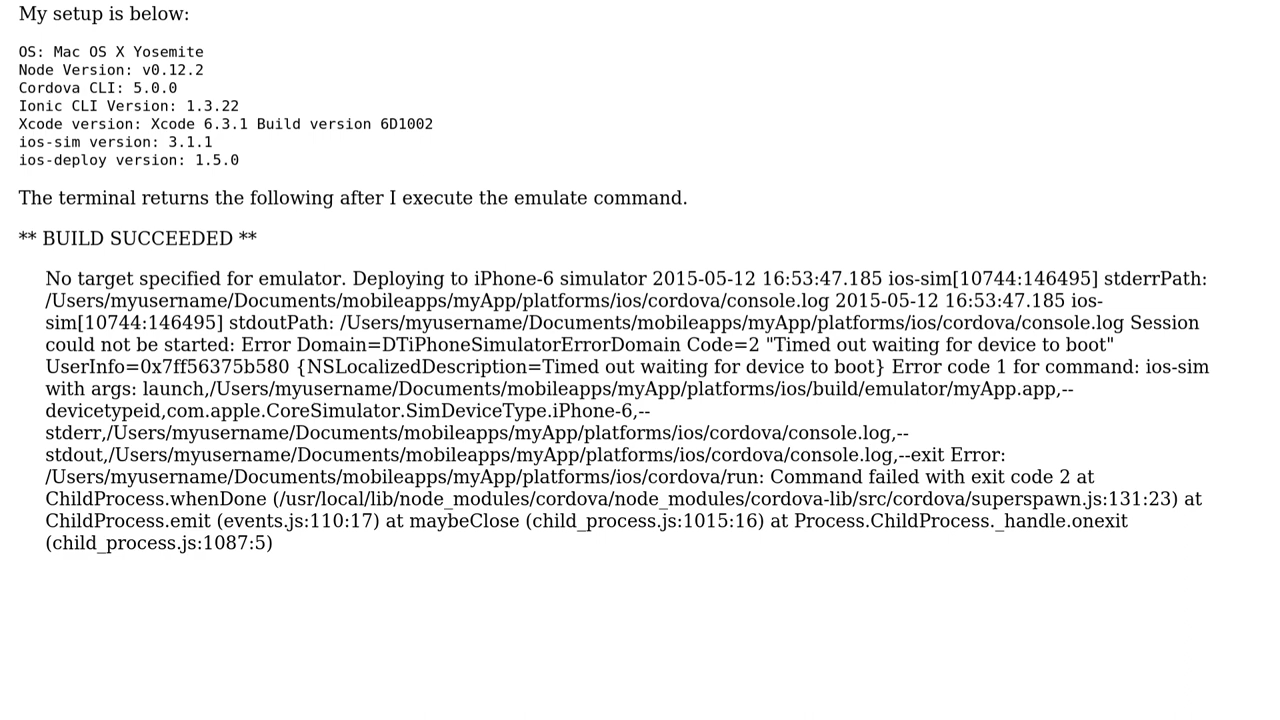 My setup is below:
OS: Mac OS X Yosemite
Node Version: v0.12.2
Cordova CLI: 5.0.0
Ionic CLI Version: 1.3.22
Xcode version: Xcode 6.3.1 Build version 6D1002
ios-sim version: 3.1.1
ios-deploy version: 1.5.0
The terminal returns the following after I execute the emulate command.
** BUILD SUCCEEDED **
No target specified for emulator. Deploying to iPhone-6 simulator 2015-05-12 16:53:47.185 ios-sim[10744:146495] stderrPath:
/Users/myusername/Documents/mobileapps/myApp/platforms/ios/cordova/console.log 2015-05-12 16:53:47.185 ios-
sim[10744:146495] stdoutPath: /Users/myusername/Documents/mobileapps/myApp/platforms/ios/cordova/console.log Session
could not be started: Error Domain=DTiPhoneSimulatorErrorDomain Code=2 "Timed out waiting for device to boot"
UserInfo=0x7ff56375b580 {NSLocalizedDescription=Timed out waiting for device to boot} Error code 1 for command: ios-sim
with args: launch,/Users/myusername/Documents/mobileapps/myApp/platforms/ios/build/emulator/myApp.app,--
devicetypeid,com.apple.CoreSimulator.SimDeviceType.iPhone-6,--
stderr,/Users/myusername/Documents/mobileapps/myApp/platforms/ios/cordova/console.log,--
stdout,/Users/myusername/Documents/mobileapps/myApp/platforms/ios/cordova/console.log,--exit Error:
/Users/myusername/Documents/mobileapps/myApp/platforms/ios/cordova/run: Command failed with exit code 2 at
ChildProcess.whenDone (/usr/local/lib/node_modules/cordova/node_modules/cordova-lib/src/cordova/superspawn.js:131:23) at
ChildProcess.emit (events.js:110:17) at maybeClose (child_process.js:1015:16) at Process.ChildProcess._handle.onexit
(child_process.js:1087:5)